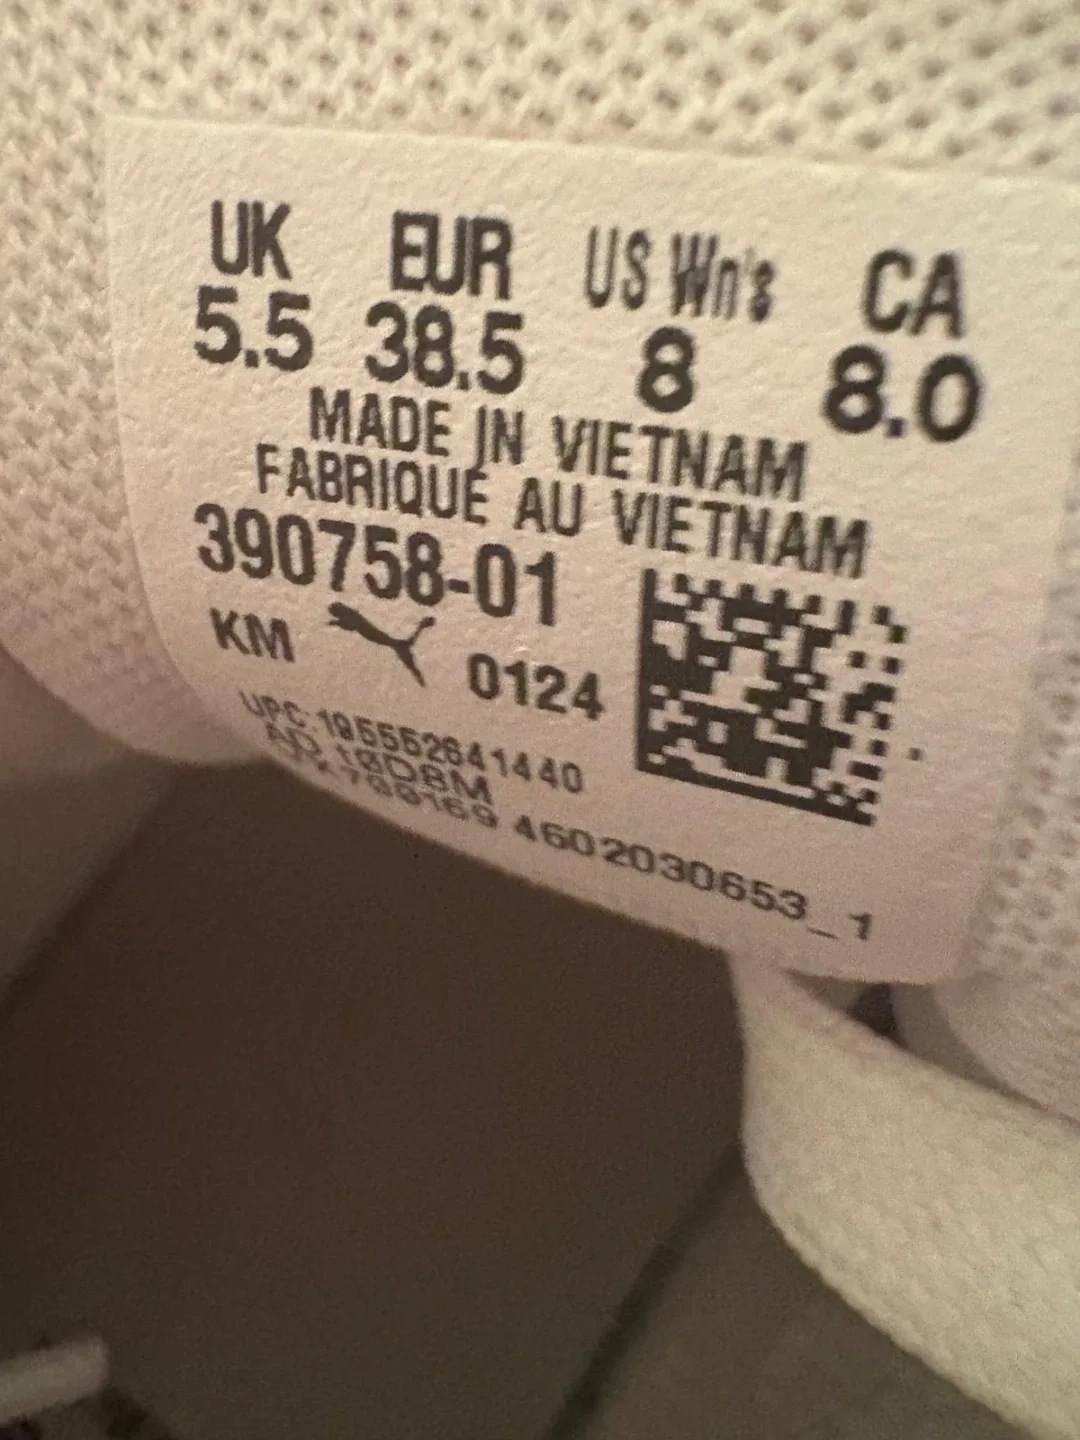 UK EUR US Wn's CA
5.5 38.5 8 8.0
MADE IN VIETNAM
FABRIQUÉ AU VIETNAM
390758-01
KM 0124
UPC 195552641440
10D8M
4602030653_1